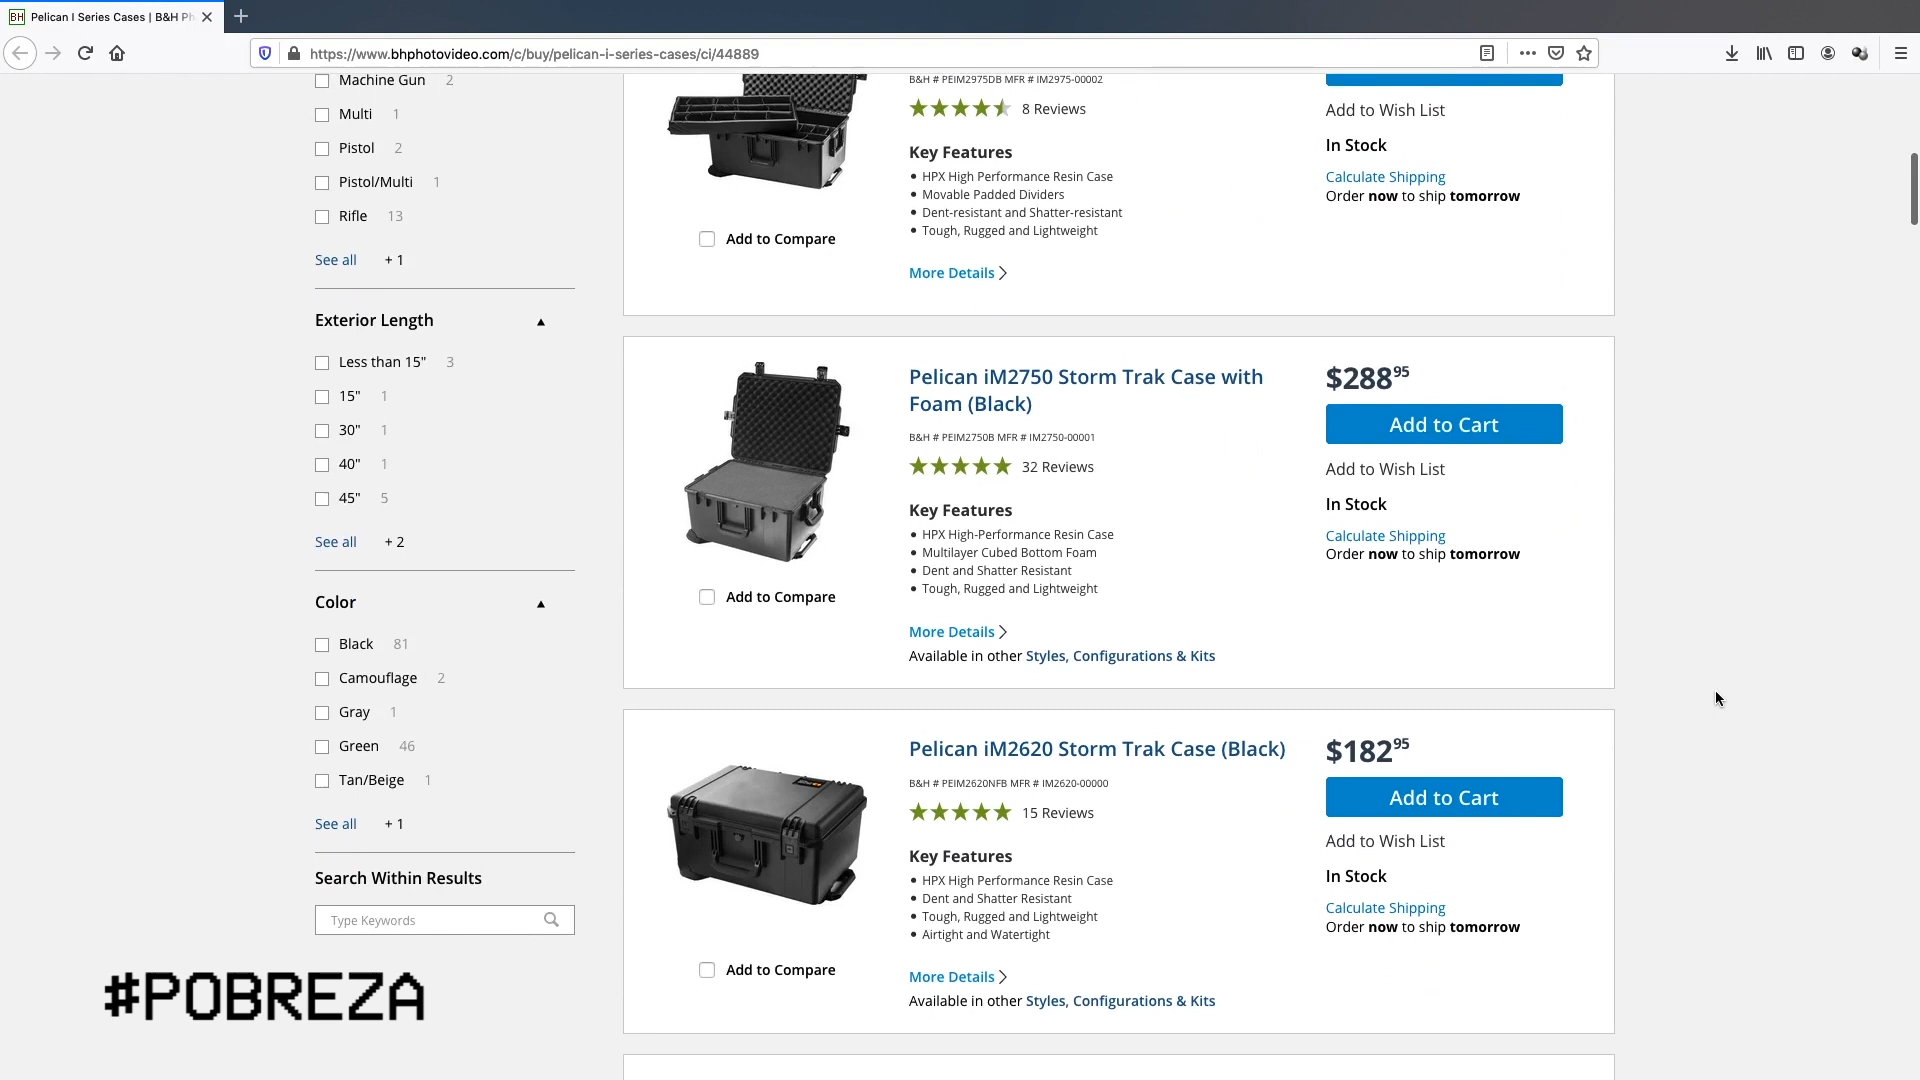 Pelican I Series Cases | B&H Ph
https://www.bhphotovideo.com/c/buy/pelican-i-series-cases/ci/44889
Machine Gun 2
Multi 1
Pistol 2
Pistol/Multi 1
Rifle 13
See all + 1
Exterior Length
Less than 15" 3
15" 1
30" 1
40" 1
45" 5
See all + 2
Color
Black 81
Camouflage 2
Gray 1
Green 46
Tan/Beige 1
See all + 1
Search Within Results
Type Keywords
#POBREZA
B&H # PEIM2975DB MFR # IM2975-00002
8 Reviews
Key Features
HPX High Performance Resin Case
Movable Padded Dividers
Dent-resistant and Shatter-resistant
Tough, Rugged and Lightweight
Add to Compare
More Details
Add to Wish List
In Stock
Calculate Shipping
Order now to ship tomorrow
Pelican iM2750 Storm Trak Case with
Foam (Black)
B&H # PEIM2750B MFR # IM2750-00001
32 Reviews
Key Features
HPX High-Performance Resin Case
Multilayer Cubed Bottom Foam
Dent and Shatter Resistant
Tough, Rugged and Lightweight
Add to Compare
More Details
Available in other Styles, Configurations & Kits
$288 95
Add to Cart
Add to Wish List
In Stock
Calculate Shipping
Order now to ship tomorrow
Pelican iM2620 Storm Trak Case (Black)
B&H # PEIM2620NFB MFR # IM2620-00000
15 Reviews
Key Features
HPX High Performance Resin Case
Dent and Shatter Resistant
Tough, Rugged and Lightweight
Airtight and Watertight
Add to Compare
More Details
Available in other Styles, Configurations & Kits
$182 95
Add to Cart
Add to Wish List
In Stock
Calculate Shipping
Order now to ship tomorrow